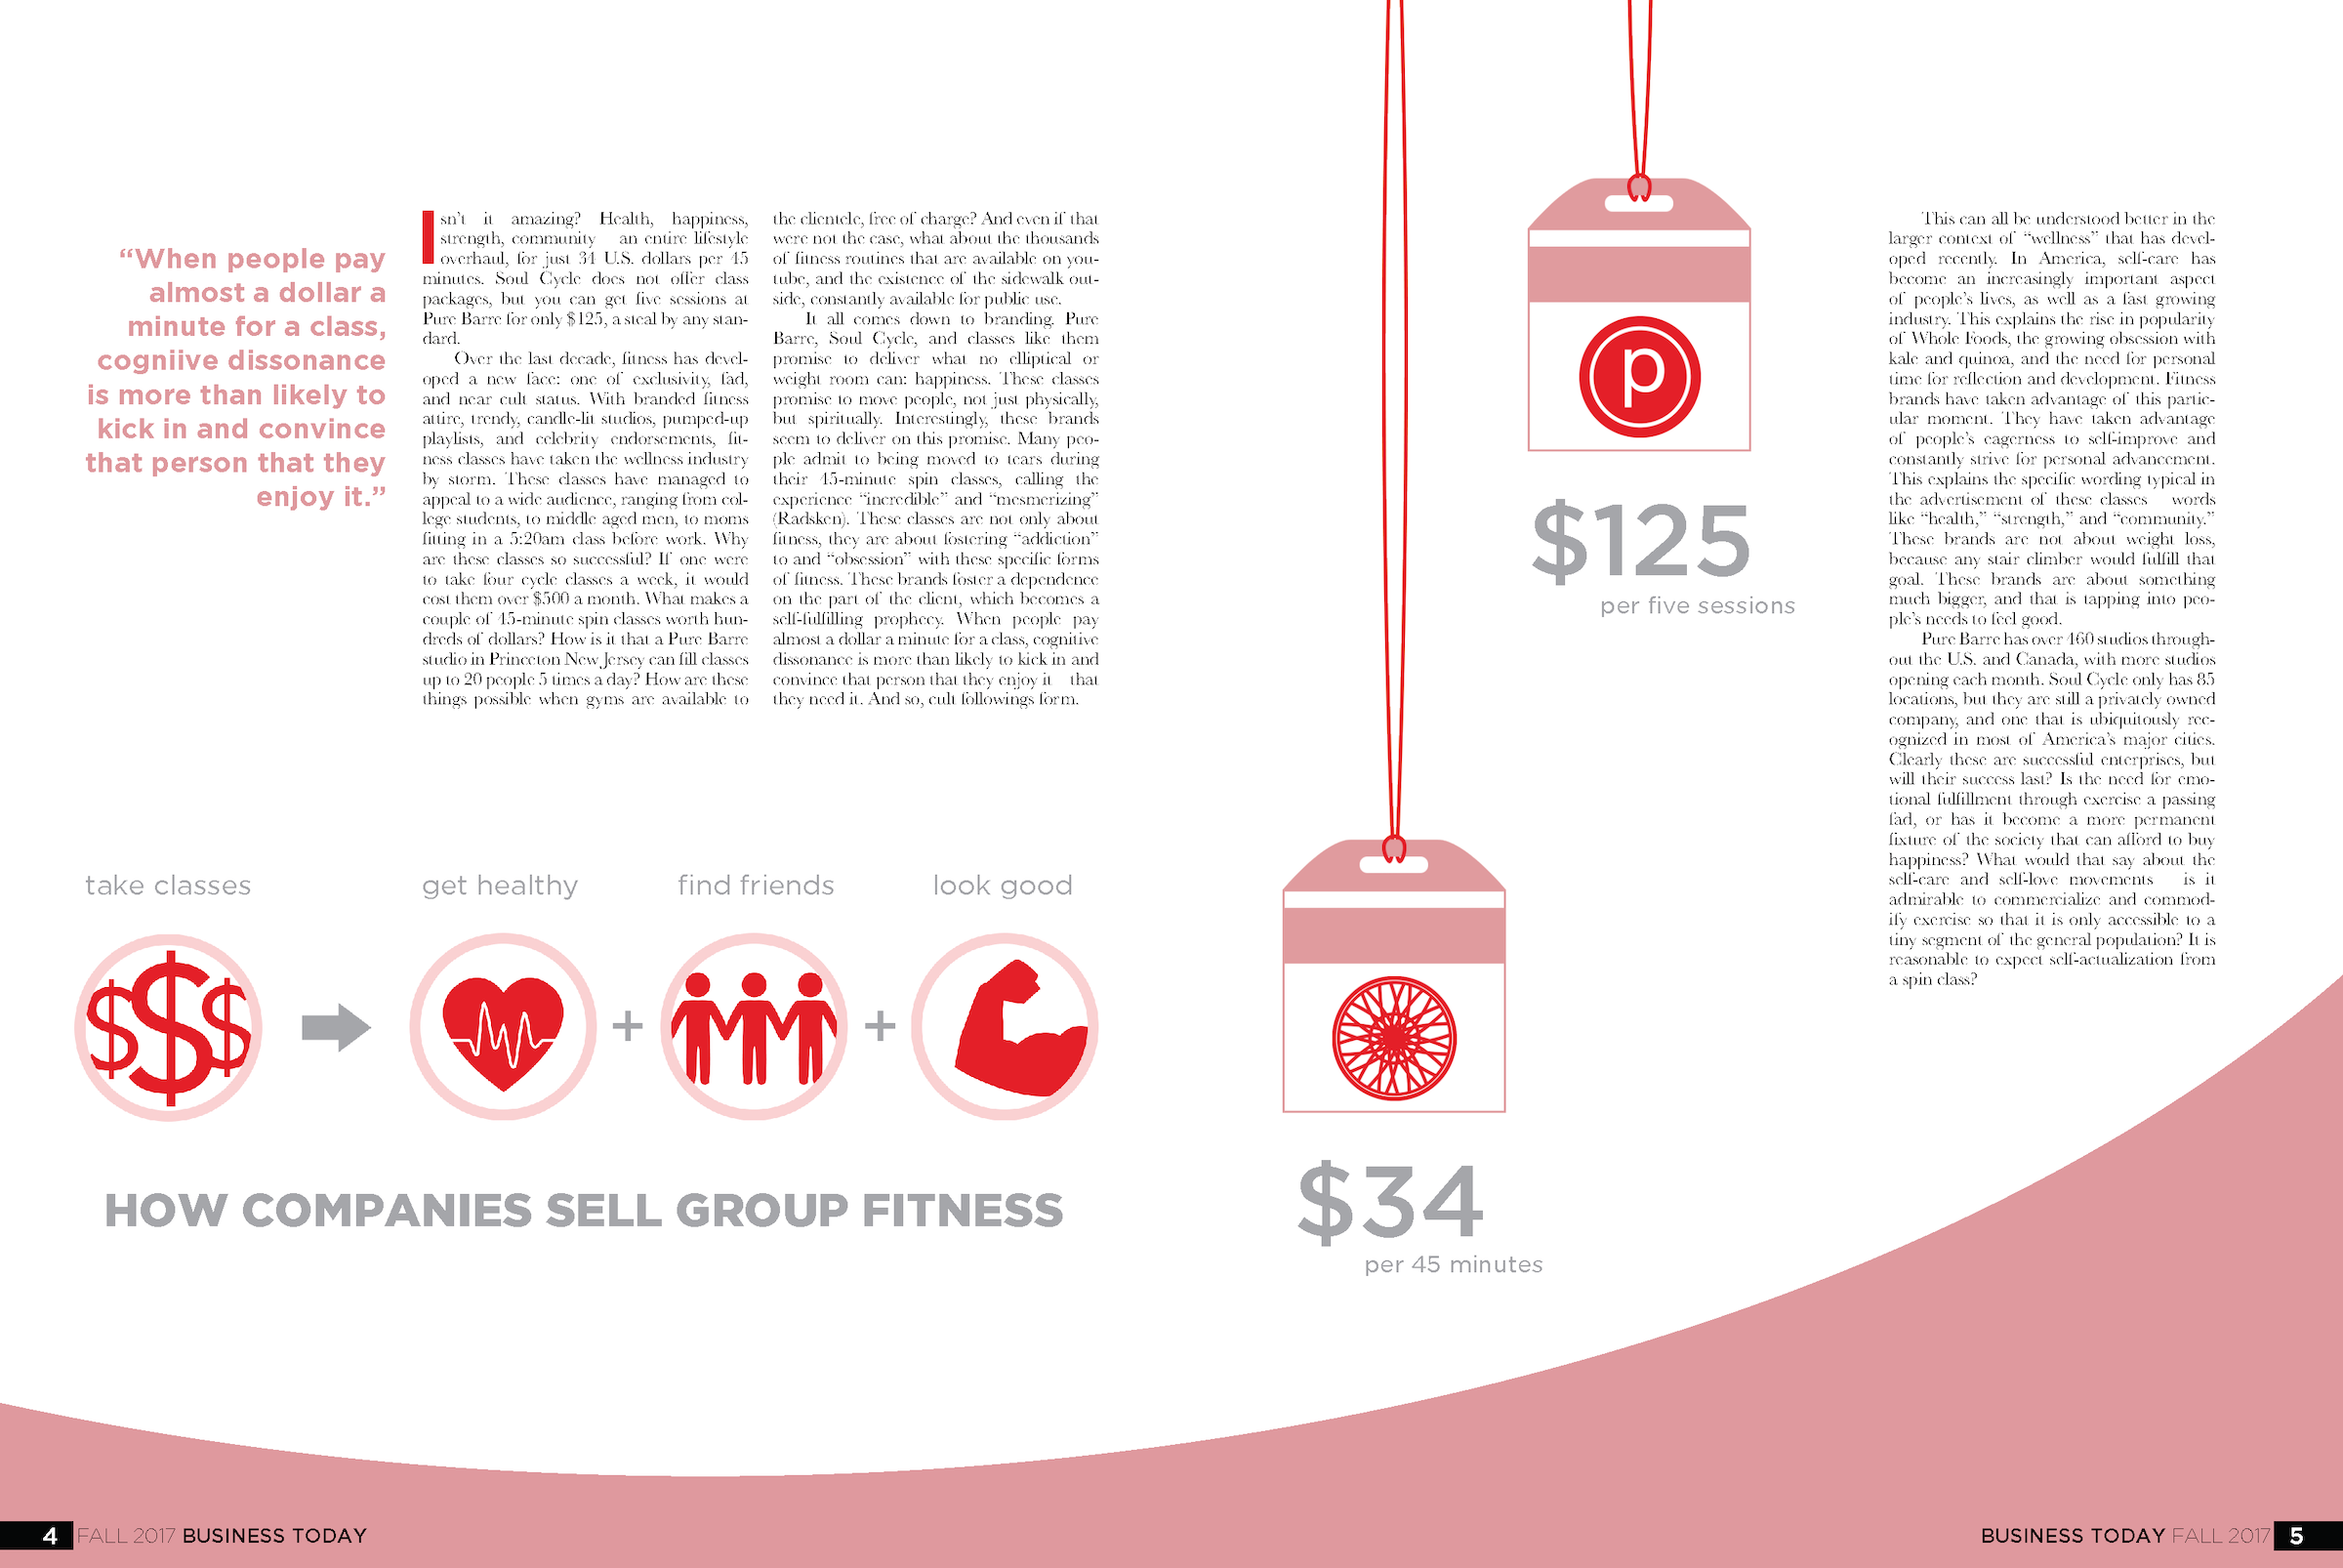 “When people pay
almost a dollar a
minute for a class,
cogniive dissonance
is more than likely to
kick in and convince
that person that they
enjoy it.”
Isn’t it amazing? Health, happiness,
strength, community an entire lifestyle
overhaul, for just 34 U.S. dollars per 45
minutes. Soul Cycle does not offer class
packages, but you can get five sessions at
Pure Barre for only $125, a steal by any stan-
dard.
Over the last decade, fitness has devel-
oped a new face: one of exclusivity, fad,
and near cult status. With branded fitness
attire, trendy, candle-lit studios, pumped-up
playlists, and celebrity endorsements, fit-
ness classes have taken the wellness industry
by storm. These classes have managed to
appeal to a wide audience, ranging from col-
lege students, to middle aged men, to moms
fitting in a 5:20am class before work. Why
are these classes so successful? If one were
to take four cycle classes a week, it would
cost them over $500 a month. What makes a
couple of 45-minute spin classes worth hun-
dreds of dollars? How is it that a Pure Barre
studio in Princeton New Jersey can fill classes
up to 20 people 5 times a day? How are these
things possible when gyms are available to
the clientele, free of charge? And even if that
were not the case, what about the thousands
of fitness routines that are available on you-
tube, and the existence of the sidewalk out-
side, constantly available for public use.
It all comes down to branding. Pure
Barre, Soul Cycle, and classes like them
promise to deliver what no elliptical or
weight room can: happiness. These classes
promise to move people, not just physically,
but spiritually. Interestingly, these brands
seem to deliver on this promise. Many peo-
ple admit to being moved to tears during
their 45-minute spin classes, calling the
experience “incredible” and “mesmerizing”
(Radsken). These classes are not only about
fitness, they are about fostering “addiction”
to and “obsession” with these specific forms
of fitness. These brands foster a dependence
on the part of the client, which becomes a
self-fulfilling prophecy. When people pay
almost a dollar a minute for a class, cognitive
dissonance is more than likely to kick in and
convince that person that they enjoy it that
they need it. And so, cult followings form.
take classes
get healthy
find friends
look good
$$$
+
+
HOW COMPANIES SELL GROUP FITNESS
p
$125
per five sessions
$34
per 45 minutes
This can all be understood better in the
larger context of “wellness” that has devel-
oped recently. In America, self-care has
become an increasingly important aspect
of people’s lives, as well as a fast growing
industry. This explains the rise in popularity
of Whole Foods, the growing obsession with
kale and quinoa, and the need for personal
time for reflection and development. Fitness
brands have taken advantage of this partic-
ular moment. They have taken advantage
of people’s eagerness to self-improve and
constantly strive for personal advancement.
This explains the specific wording typical in
the advertisement of these classes words
like “health,” “strength,” and “community.”
These brands are not about weight loss,
because any stair climber would fulfill that
goal. These brands are about something
much bigger, and that is tapping into peo-
ple’s needs to feel good.
Pure Barre has over 460 studios through-
out the U.S. and Canada, with more studios
opening each month. Soul Cycle only has 85
locations, but they are still a privately owned
company, and one that is ubiquitously rec-
ognized in most of America’s major cities.
Clearly these are successful enterprises, but
will their success last? Is the need for emo-
tional fulfillment through exercise a passing
fad, or has it become a more permanent
fixture of the society that can afford to buy
happiness? What would that say about the
self-care and self-love movements is it
admirable to commercialize and commod-
ify exercise so that it is only accessible to a
tiny segment of the general population? It is
reasonable to expect self-actualization from
a spin class?
4 FALL 2017 BUSINESS TODAY
BUSINESS TODAY FALL 2017 5